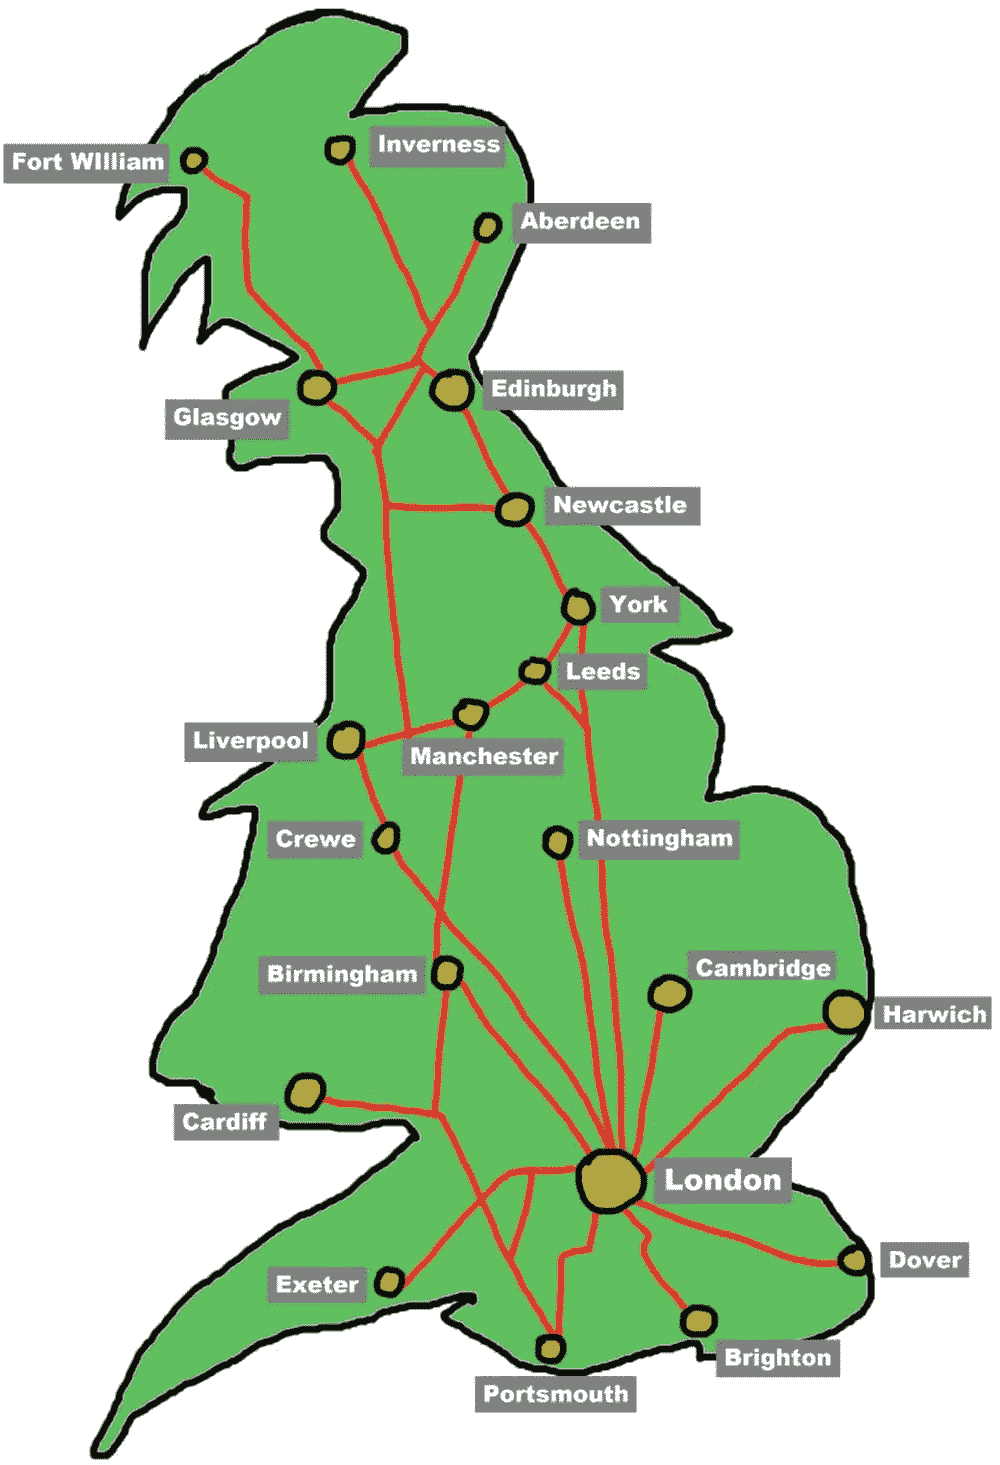 Inverness
Fort WIlliam
Aberdeen
Edinburgh
Glasgow
Newcastle
York
Leeds
Liverpool
Manchester
Crewe
Nottingham
Cambridge
Birmingham
Harwich
Cardiff
London
Dover
Exeter
Brighton
Portsmouth